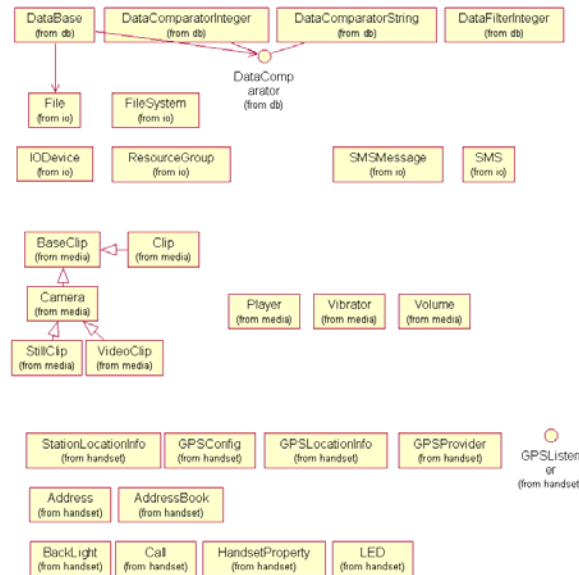 DataBase
(from db)
DataComparatorInteger
(from db)
DataComparatorString
(from db)
DataFilterInteger
(from db)
DataComp
arator
(from db)
File
(from io)
FileSystem
(from io)
IODevice
(from io)
ResourceGroup
(from io)
SMSMessage
(from io)
SMS
(from io)
BaseClip
(from media)
Clip
(from media)
Camera
(from media)
Player
(from media)
Vibrator
(from media)
Volume
(from media)
StillClip
(from media)
VideoClip
(from media)
StationLocationInfo
(from handset)
GPSConfig
(from handset)
GPSLocationInfo
(from handset)
GPSProvider
(from handset)
GPSListen
er
(from handset
Address
(from handset)
AddressBook
(from handset)
BackLight
(from handset)
Call
(from handset)
HandsetProperty
(from handset)
LED
(from handset)